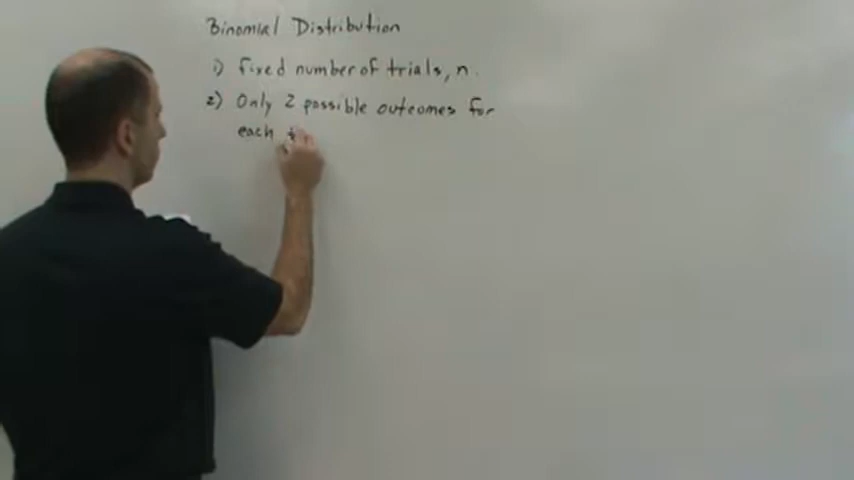 Binomial Distribution
1) fixed number of trials, n.
2) Only 2 possible outcomes for
each t